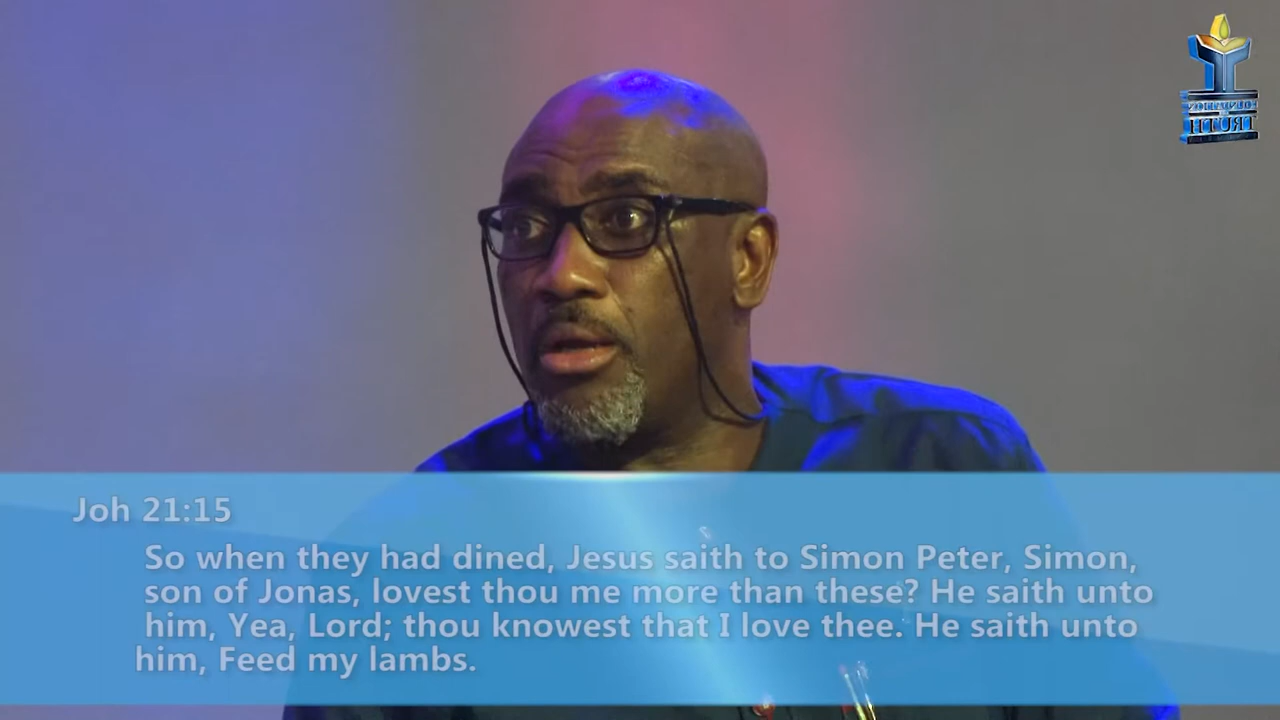 FOUNDATION
TRUTH
Joh 21:15
So when they had dined, Jesus saith to Simon Peter, Simon,
son of Jonas, lovest thou me more than these? He saith unto
him, Yea, Lord; thou knowest that I love thee. He saith unto
him, Feed my lambs.